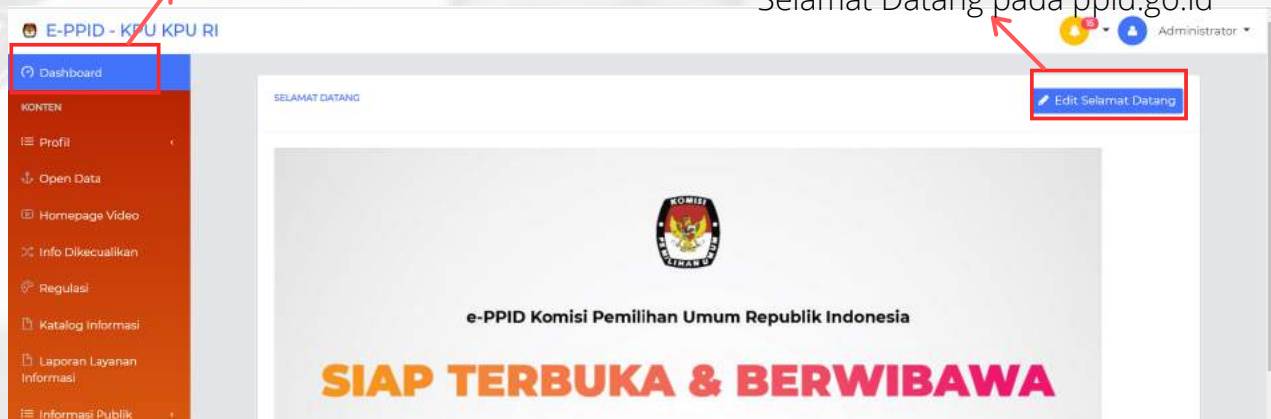 Selamat Datang pada ppid.go.id
E-PPID - KPU KPU RI
15
Administrator
Dashboard
SELAMAT DATANG
Edit Selamat Datang
KONTEN
Profil
Open Data
Homepage Video
Info Dikecualikan
Regulasi
Katalog Informasi
Laporan Layanan
Informasi
Informasi Publik
KOMISI
PEMILIHAN UMUM
e-PPID Komisi Pemilihan Umum Republik Indonesia
SIAP TERBUKA & BERWIBAWA